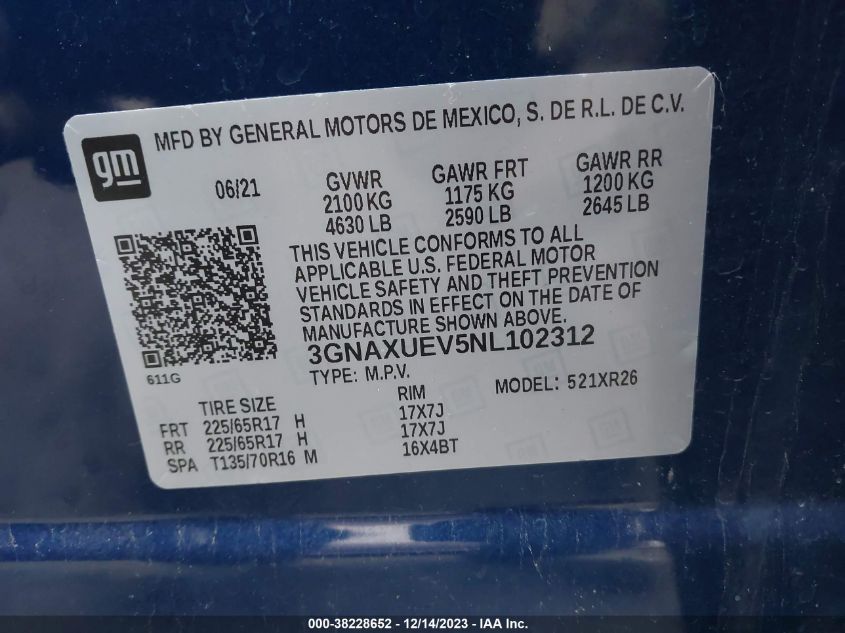 MFD BY GENERAL MOTORS DE MEXICO, S. DE R.L. DE C.V.
gm
06/21
GVWR
2100 KG
4630 LB
GAWR FRT
1175 KG
2590 LB
GAWR RR
1200 KG
2645 LB
THIS VEHICLE CONFORMS TO ALL
APPLICABLE U.S. FEDERAL MOTOR
VEHICLE SAFETY AND THEFT PREVENTION
STANDARDS IN EFFECT ON THE DATE OF
MANUFACTURE SHOWN ABOVE.
3GNAXUEV5NL102312
611G
TYPE: M.P.V.
MODEL: 521XR26
TIRE SIZE RIM
FRT 225/65R17 H 17X7J
RR 225/65R17 H 17X7J
SPA T135/70R16 M 16X4BT
000-38228652 - 12/14/2023 - IAA Inc.